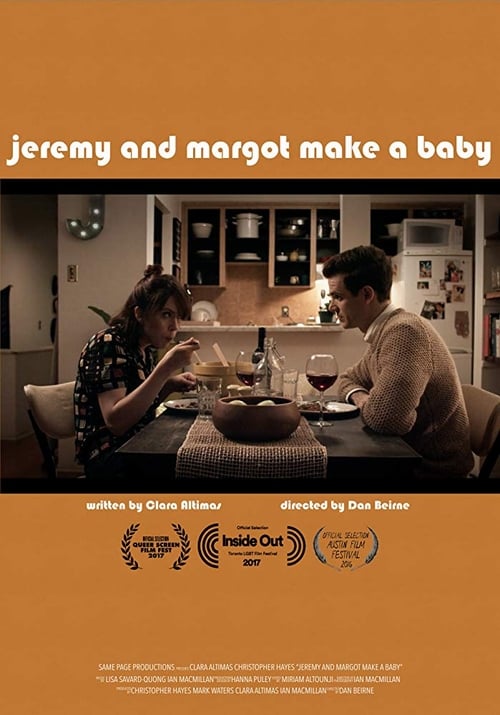 jeremy and margot make a baby
written by Clara Altimas
directed by Dan Beirne
OFFICIAL SELECTION
QUEER SCREEN
FILM FEST
2017
Official Selection
Inside Out
Toronto LGBT Film Festival
2017
OFFICIAL SELECTION
AUSTIN FILM
FESTIVAL
2016
SAME PAGE PRODUCTIONS PRESENTS CLARA ALTIMAS CHRISTOPHER HAYES "JEREMY AND MARGOT MAKE A BABY"
LISA SAVARD-QUONG IAN MACMILLAN HANNA PULEY MIRIAM ALTOUNJI IAN MACMILLAN
CHRISTOPHER HAYES MARK WATERS CLARA ALTIMAS IAN MACMILLAN DAN BEIRNE